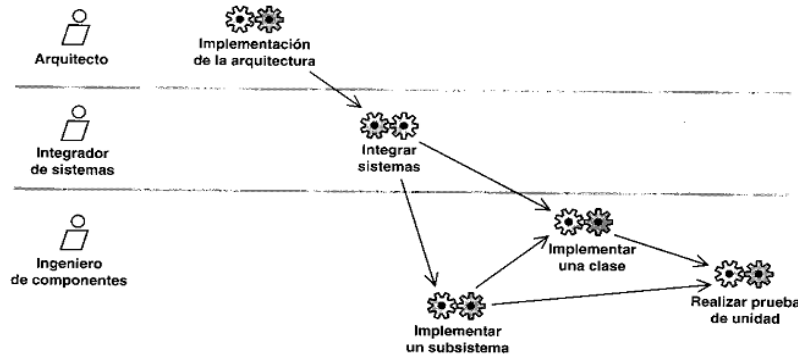 Implementación
de la arquitectura
Arquitecto
Integrar
sistemas
Integrador
de sistemas
Implementar
una clase
Ingeniero
de componentes
Realizar prueba
de unidad
Implementar
un subsistema